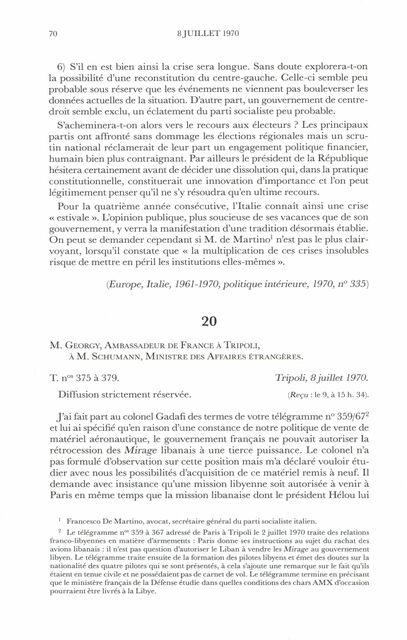 70
8 JUILLET 1970
6) S'il en est bien ainsi la crise sera longue. Sans doute explorera-t-on
la possibilité d'une reconstitution du centre-gauche. Celle-ci semble peu
probable sous réserve que les événements ne viennent pas bouleverser les
données actuelles de la situation. D'autre part, un gouvernement de centre-
droit semble exclu, un éclatement du parti socialiste peu probable.
S'acheminera-t-on alors vers le recours aux électeurs ? Les principaux
partis ont affronté sans dommage les élections régionales mais un scru-
tin national réclamerait de leur part un engagement politique financier,
humain bien plus contraignant. Par ailleurs le président de la République
hésitera certainement avant de décider une dissolution qui, dans la pratique
constitutionnelle, constituerait une innovation d'importance et l'on peut
légitimement penser qu'il ne s'y résoudra qu'en ultime recours.
Pour la quatrième année consécutive, l'Italie connaît ainsi une crise
« estivale ». L'opinion publique, plus soucieuse de ses vacances que de son
gouvernement, y verra la manifestation d'une tradition désormais établie.
On peut se demander cependant si M. de Martino¹ n'est pas le plus clair-
voyant, lorsqu'il constate que « la multiplication de ces crises insolubles
risque de mettre en péril les institutions elles-mêmes ».
(Europe, Italie, 1961-1970, politique intérieure, 1970, nº 335)
20
M. Georgy, Ambassadeur de France à Tripoli,
à M. Schumann, Ministre des Affaires étrangères.
T. nos 375 à 379.
Tripoli, 8 juillet 1970.
Diffusion strictement réservée.
(Reçu : le 9, à 15 h. 34).
J'ai fait part au colonel Gadafi des termes de votre télégramme nº 359/67²
et lui ai spécifié qu'en raison d'une constance de notre politique de vente de
matériel aéronautique, le gouvernement français ne pouvait autoriser la
rétrocession des Mirage libanais à une tierce puissance. Le colonel n'a
pas formulé d'observation sur cette position mais m'a déclaré vouloir étu-
dier avec nous les possibilités d'acquisition de ce matériel remis à neuf. Il
demande avec insistance qu'une mission libyenne soit autorisée à venir à
Paris en même temps que la mission libanaise dont le président Hélou lui
¹ Francesco De Martino, avocat, secrétaire général du parti socialiste italien.
² Le télégramme nos 359 à 367 adressé de Paris à Tripoli le 2 juillet 1970 traite des relations
franco-libyennes en matière d'armements : Paris donne ses instructions au sujet du rachat des
avions libanais : il n'est pas question d'autoriser le Liban à vendre les Mirage au gouvernement
libyen. Le télégramme traite ensuite de la formation des pilotes libyens et émet des doutes sur la
nationalité des quatre pilotes qui se sont présentés, à cela s'ajoute une remarque sur le fait qu'ils
étaient en tenue civile et ne possédaient pas de carnet de vol. Le télégramme termine en précisant
que le ministère français de la Défense étudie dans quelles conditions des chars AMX d'occasion
pourraient être livrés à la Libye.